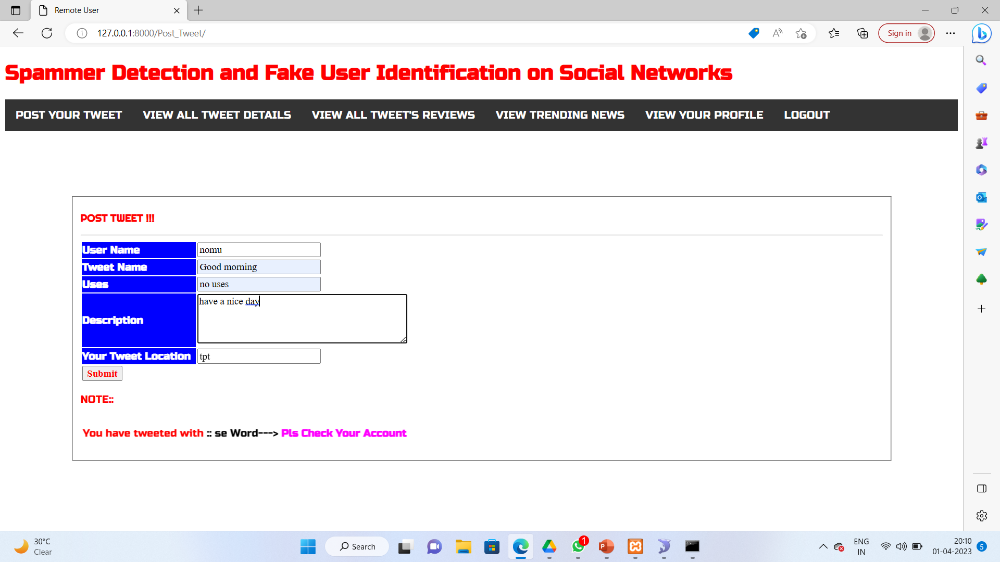 Remote User
127.0.0.1:8000/Post_Tweet/
Sign in
Spammer Detection and Fake User Identification on Social Networks
POST YOUR TWEET VIEW ALL TWEET DETAILS VIEW ALL TWEET'S REVIEWS VIEW TRENDING NEWS VIEW YOUR PROFILE LOGOUT
POST TWEET !!!
User Name nomu
Tweet Name Good morning
Uses no uses
Description have a nice day
Your Tweet Location tpt
Submit
NOTE::
You have tweeted with :: se Word---> Pls Check Your Account
30°C
Clear
Search
1
ENG
IN
20:10
01-04-2023
5